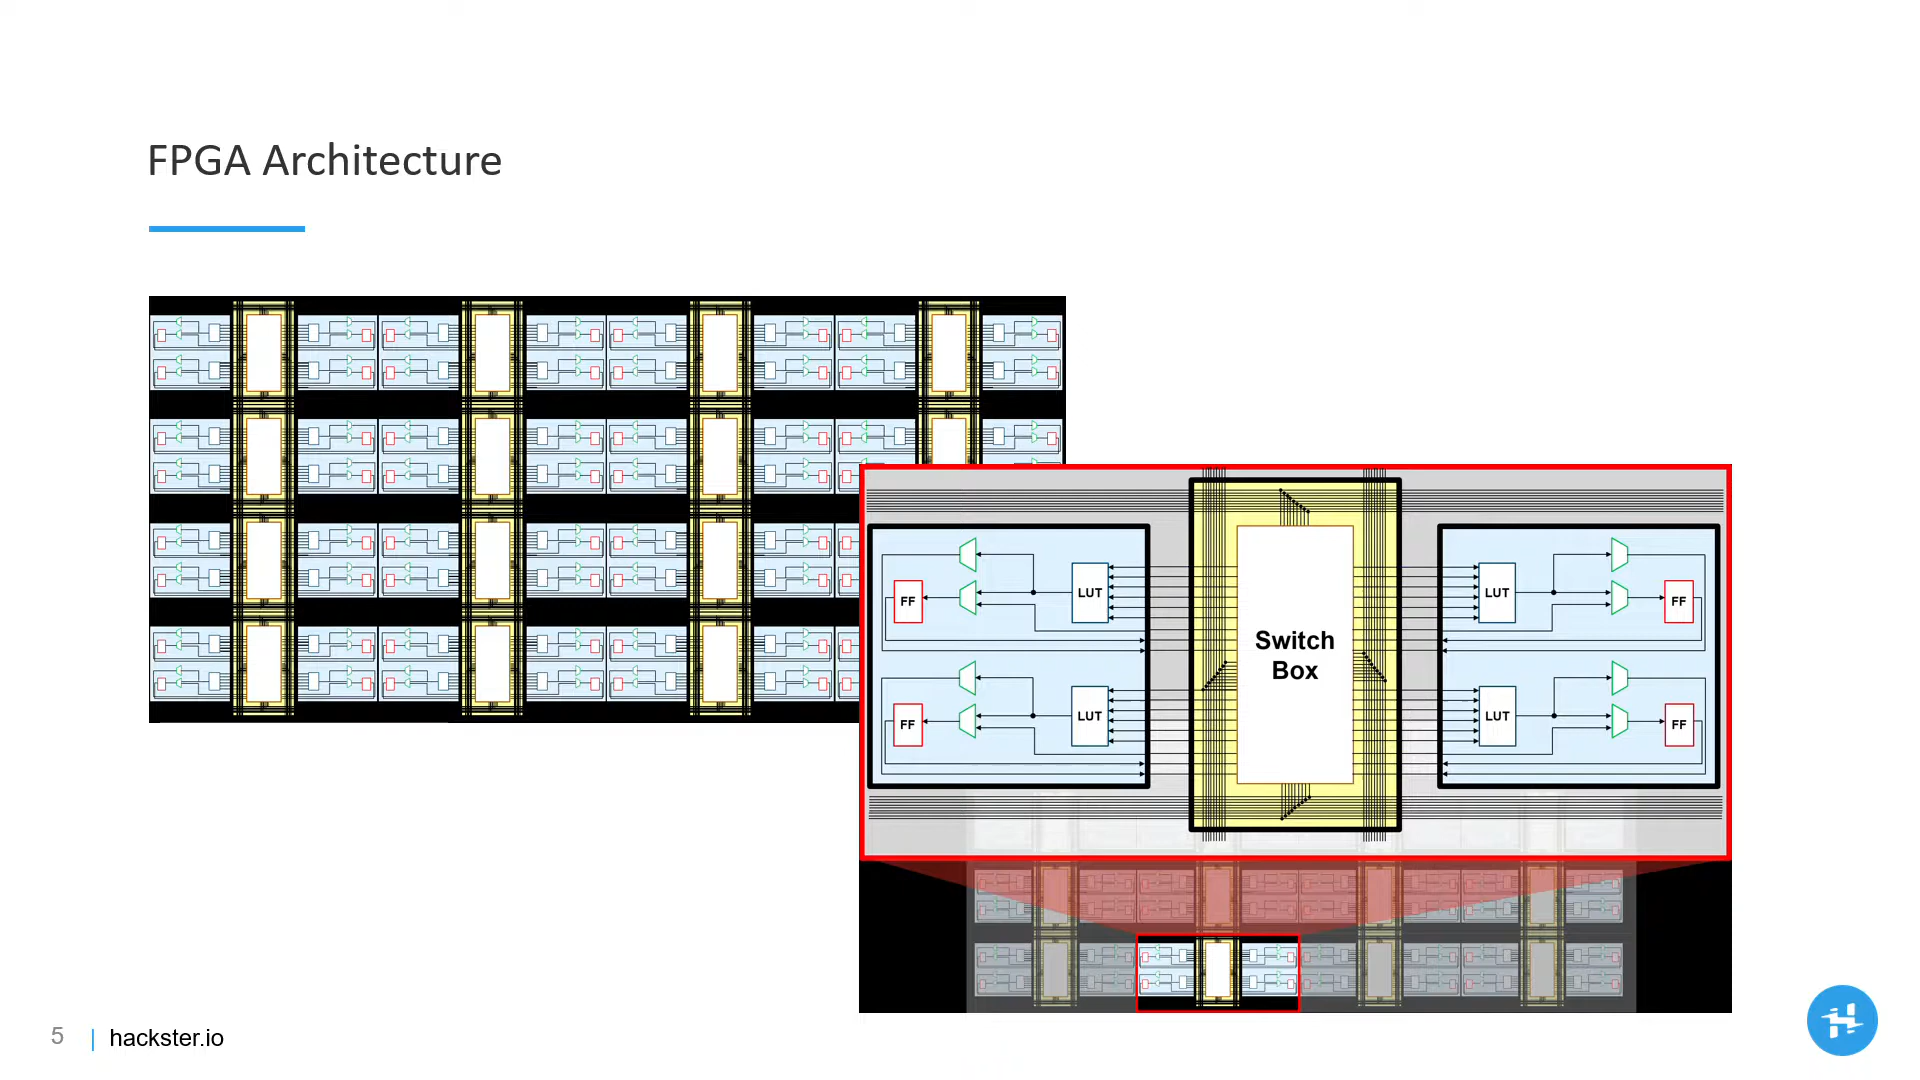 FPGA Architecture
LUT
FF
LUT
FF
Switch
Box
LUT
FF
LUT
FF
5
hackster.io